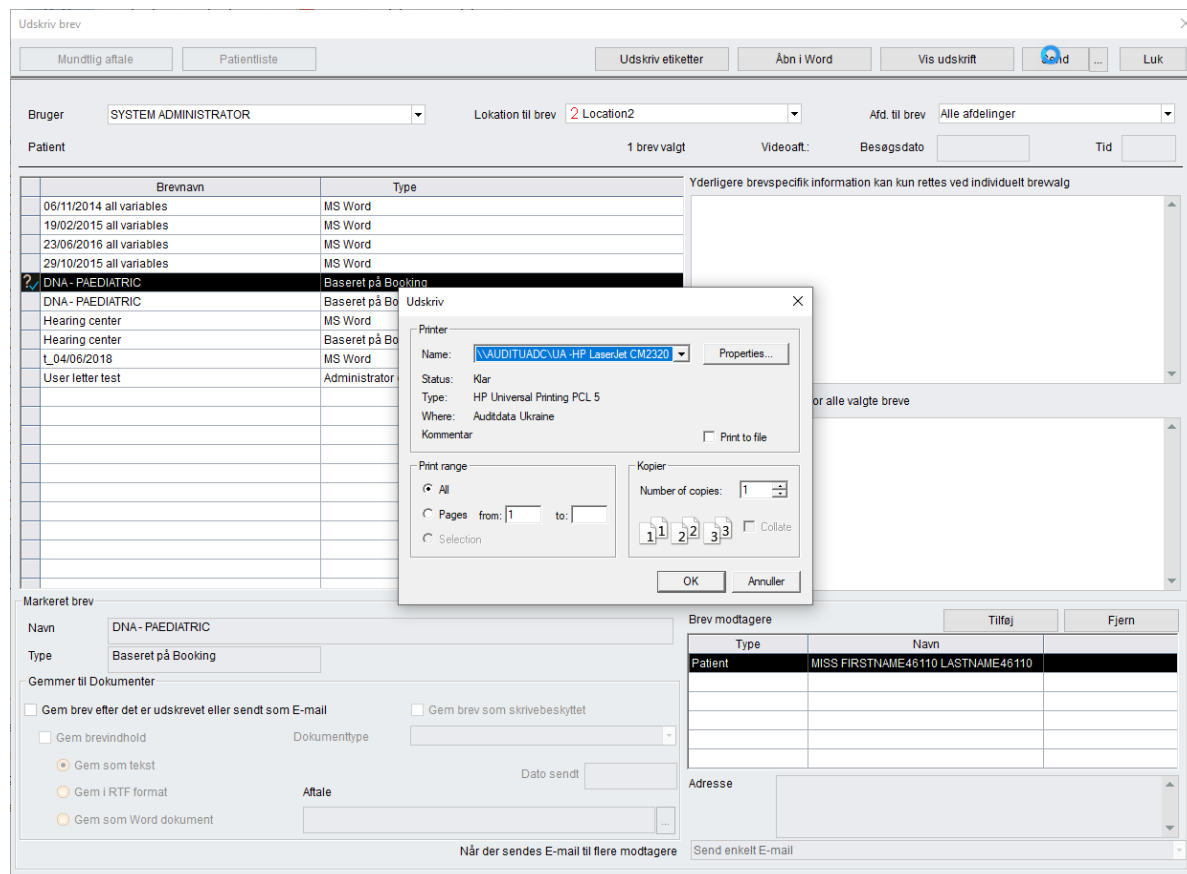 Udskriv brev
Mundtlig aftale Patientliste Udskriv etiketter Åbn i Word Vis udskrift Send ... Luk
Bruger SYSTEM ADMINISTRATOR Lokation til brev 2 Location2 Afd. til brev Alle afdelinger
Patient 1 brev valgt Videoaft.: Besøgsdato Tid
Brevnavn Type Yderligere brevspecifik information kan kun rettes ved individuelt brevvalg
06/11/2014 all variables MS Word
19/02/2015 all variables MS Word
23/06/2016 all variables MS Word
29/10/2015 all variables MS Word
DNA - PAEDIATRIC Baseret på Booking
DNA - PAEDIATRIC Baseret på Bo
Hearing center MS Word
Hearing center Baseret på Bo
t_04/06/2018 MS Word
User letter test Administrator
or alle valgte breve
Udskriv
Printer
Name: \\AUDITUADC\UA -HP LaserJet CM2320 Properties...
Status: Klar
Type: HP Universal Printing PCL 5
Where: Auditdata Ukraine
Kommentar Print to file
Print range Kopier
All Number of copies: 1
Pages from: 1 to:
Selection 1 1 2 2 3 3 Collate
OK Annuller
Markeret brev
Navn DNA - PAEDIATRIC
Type Baseret på Booking
Gemmer til Dokumenter
Gem brev efter det er udskrevet eller sendt som E-mail Gem brev som skrivebeskyttet
Gem brevindhold Dokumenttype
Gem som tekst Dato sendt
Gem i RTF format Aftale
Gem som Word dokument ...
Brev modtagere Tilføj Fjern
Type Navn
Patient MISS FIRSTNAME46110 LASTNAME46110
Adresse
Når der sendes E-mail til flere modtagere Send enkelt E-mail